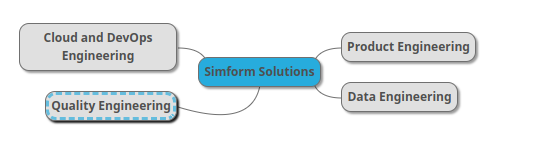 Cloud and DevOps
Engineering
Product Engineering
Simform Solutions
Quality Engineering
Data Engineering